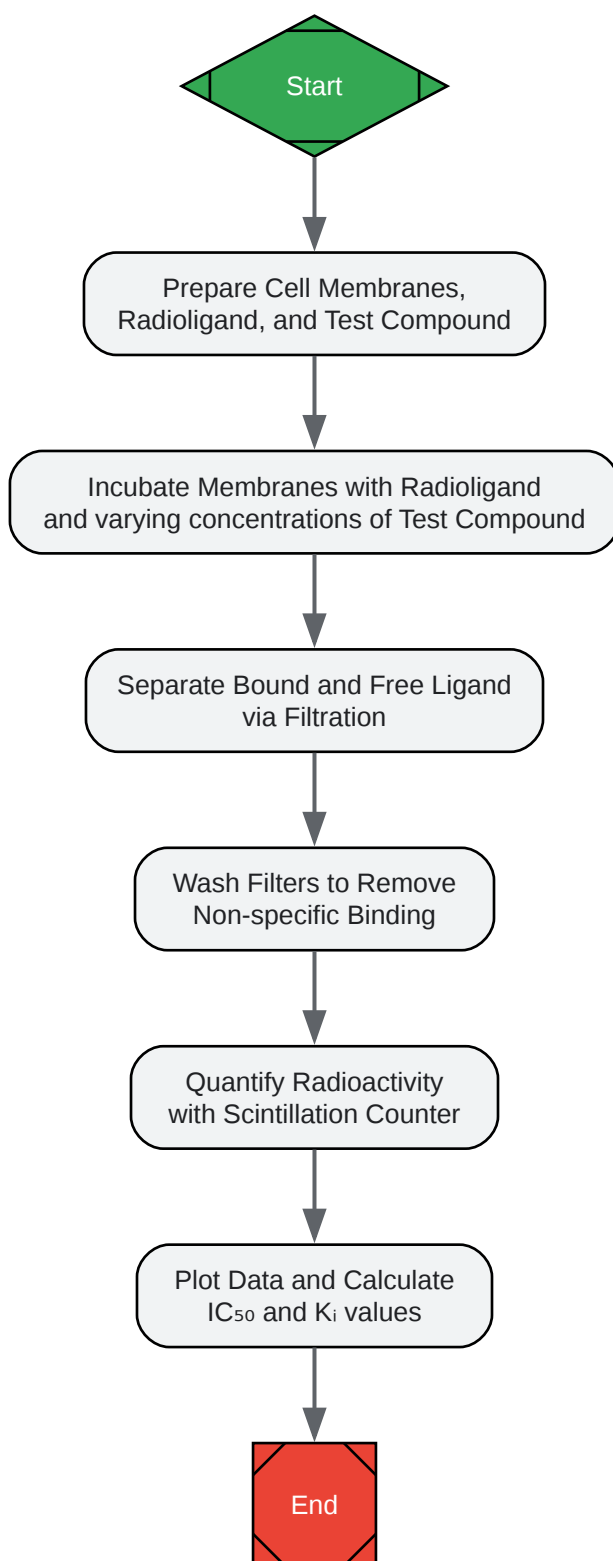 Start
Prepare Cell Membranes,
Radioligand, and Test Compound
Incubate Membranes with Radioligand
and varying concentrations of Test Compound
Separate Bound and Free Ligand
via Filtration
Wash Filters to Remove
Non-specific Binding
Quantify Radioactivity
with Scintillation Counter
Plot Data and Calculate
IC₅₀ and Kᵢ values
End